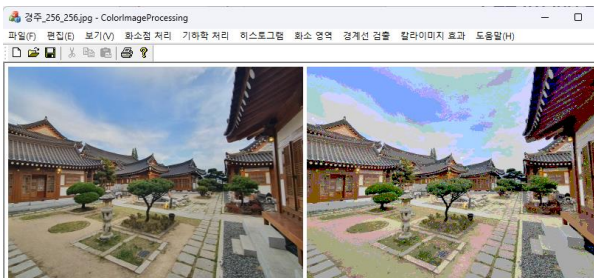 경주_256_256.jpg - ColorImageProcessing
파일(F) 편집(E) 보기(V) 화소점 처리 기하학 처리 히스토그램 화소 영역 경계선 검출 칼라이미지 효과 도움말(H)